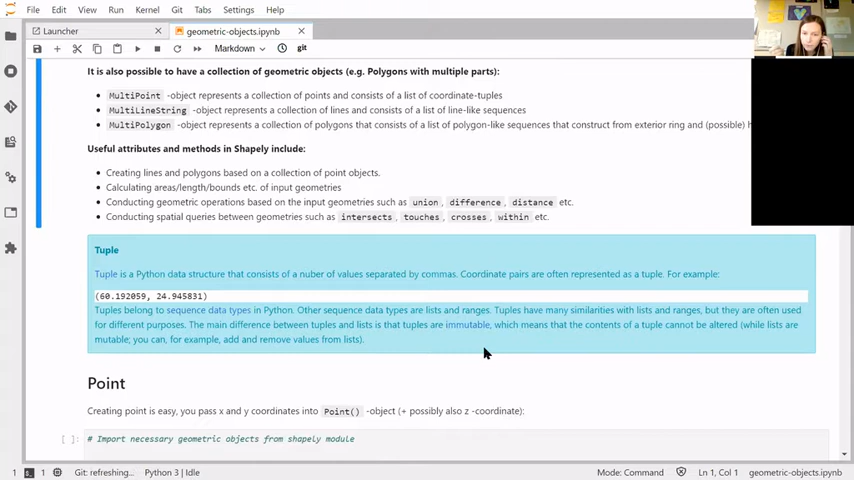 File Edit View Run Kernel Git Tabs Settings Help
Launcher geometric-objects.ipynb
Markdown git
It is also possible to have a collection of geometric objects (e.g. Polygons with multiple parts):
MultiPoint -object represents a collection of points and consists of a list of coordinate-tuples
MultiLineString -object represents a collection of lines and consists of a list of line-like sequences
MultiPolygon -object represents a collection of polygons that consists of a list of polygon-like sequences that construct from exterior ring and (possible) h
Useful attributes and methods in Shapely include:
Creating lines and polygons based on a collection of point objects.
Calculating areas/length/bounds etc. of input geometries
Conducting geometric operations based on the input geometries such as union , difference , distance etc.
Conducting spatial queries between geometries such as intersects , touches , crosses , within etc.
Tuple
Tuple is a Python data structure that consists of a nuber of values separated by commas. Coordinate pairs are often represented as a tuple. For example:
(60.192059, 24.945831)
Tuples belong to sequence data types in Python. Other sequence data types are lists and ranges. Tuples have many similarities with lists and ranges, but they are often used
for different purposes. The main difference between tuples and lists is that tuples are immutable, which means that the contents of a tuple cannot be altered (while lists are
mutable; you can, for example, add and remove values from lists).
Point
Creating point is easy, you pass x and y coordinates into Point() -object (+ possibly also z -coordinate):
[ ]: # Import necessary geometric objects from shapely module
1 1 Git: refreshing... Python 3 | Idle Mode: Command Ln 1, Col 1 geometric-objects.ipynb